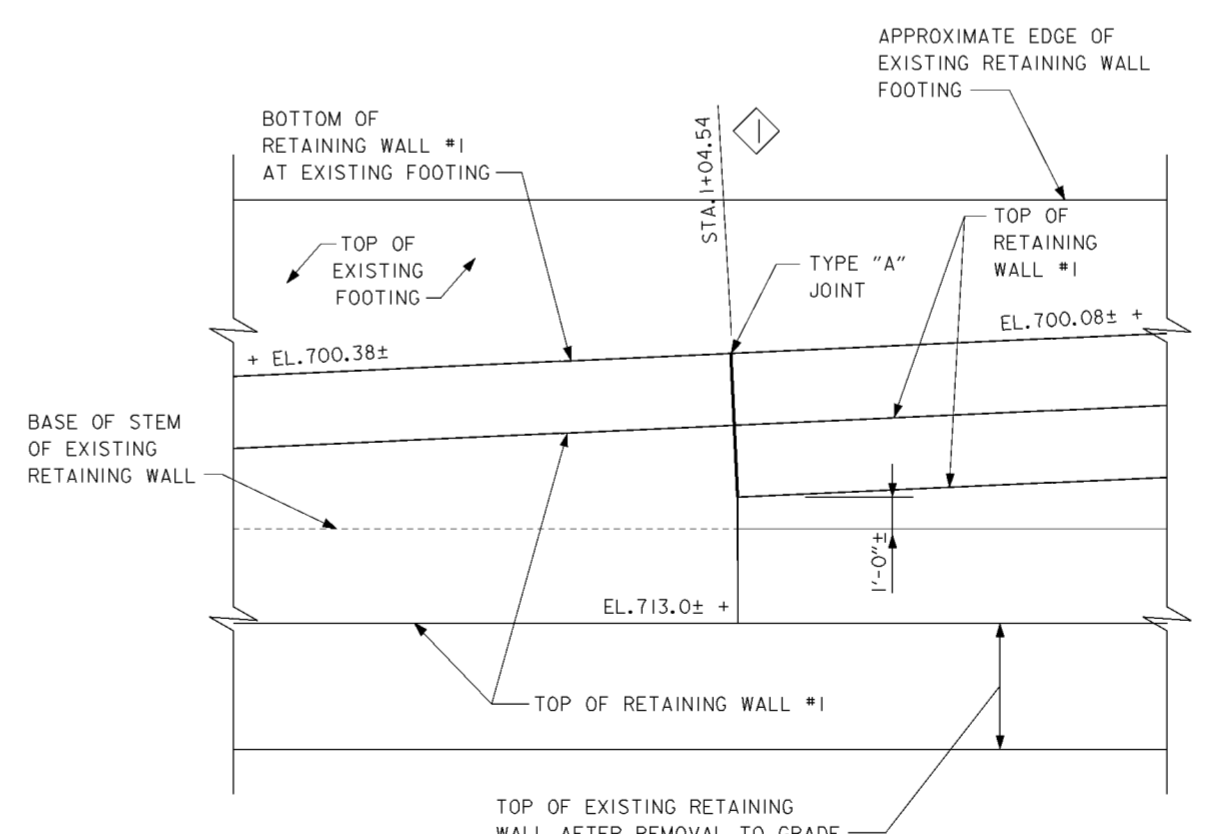 APPROXIMATE EDGE OF
EXISTING RETAINING WALL
FOOTING
BOTTOM OF
RETAINING WALL #1
AT EXISTING FOOTING
STA. 1+04.54
1
TOP OF
EXISTING
FOOTING
TYPE "A"
JOINT
TOP OF
RETAINING
WALL #1
+ EL.700.38±
EL.700.08± +
BASE OF STEM
OF EXISTING
RETAINING WALL
1'-0"±
EL.713.0± +
TOP OF RETAINING WALL #1
TOP OF EXISTING RETAINING
WALL AFTER REMOVAL TO GRADE